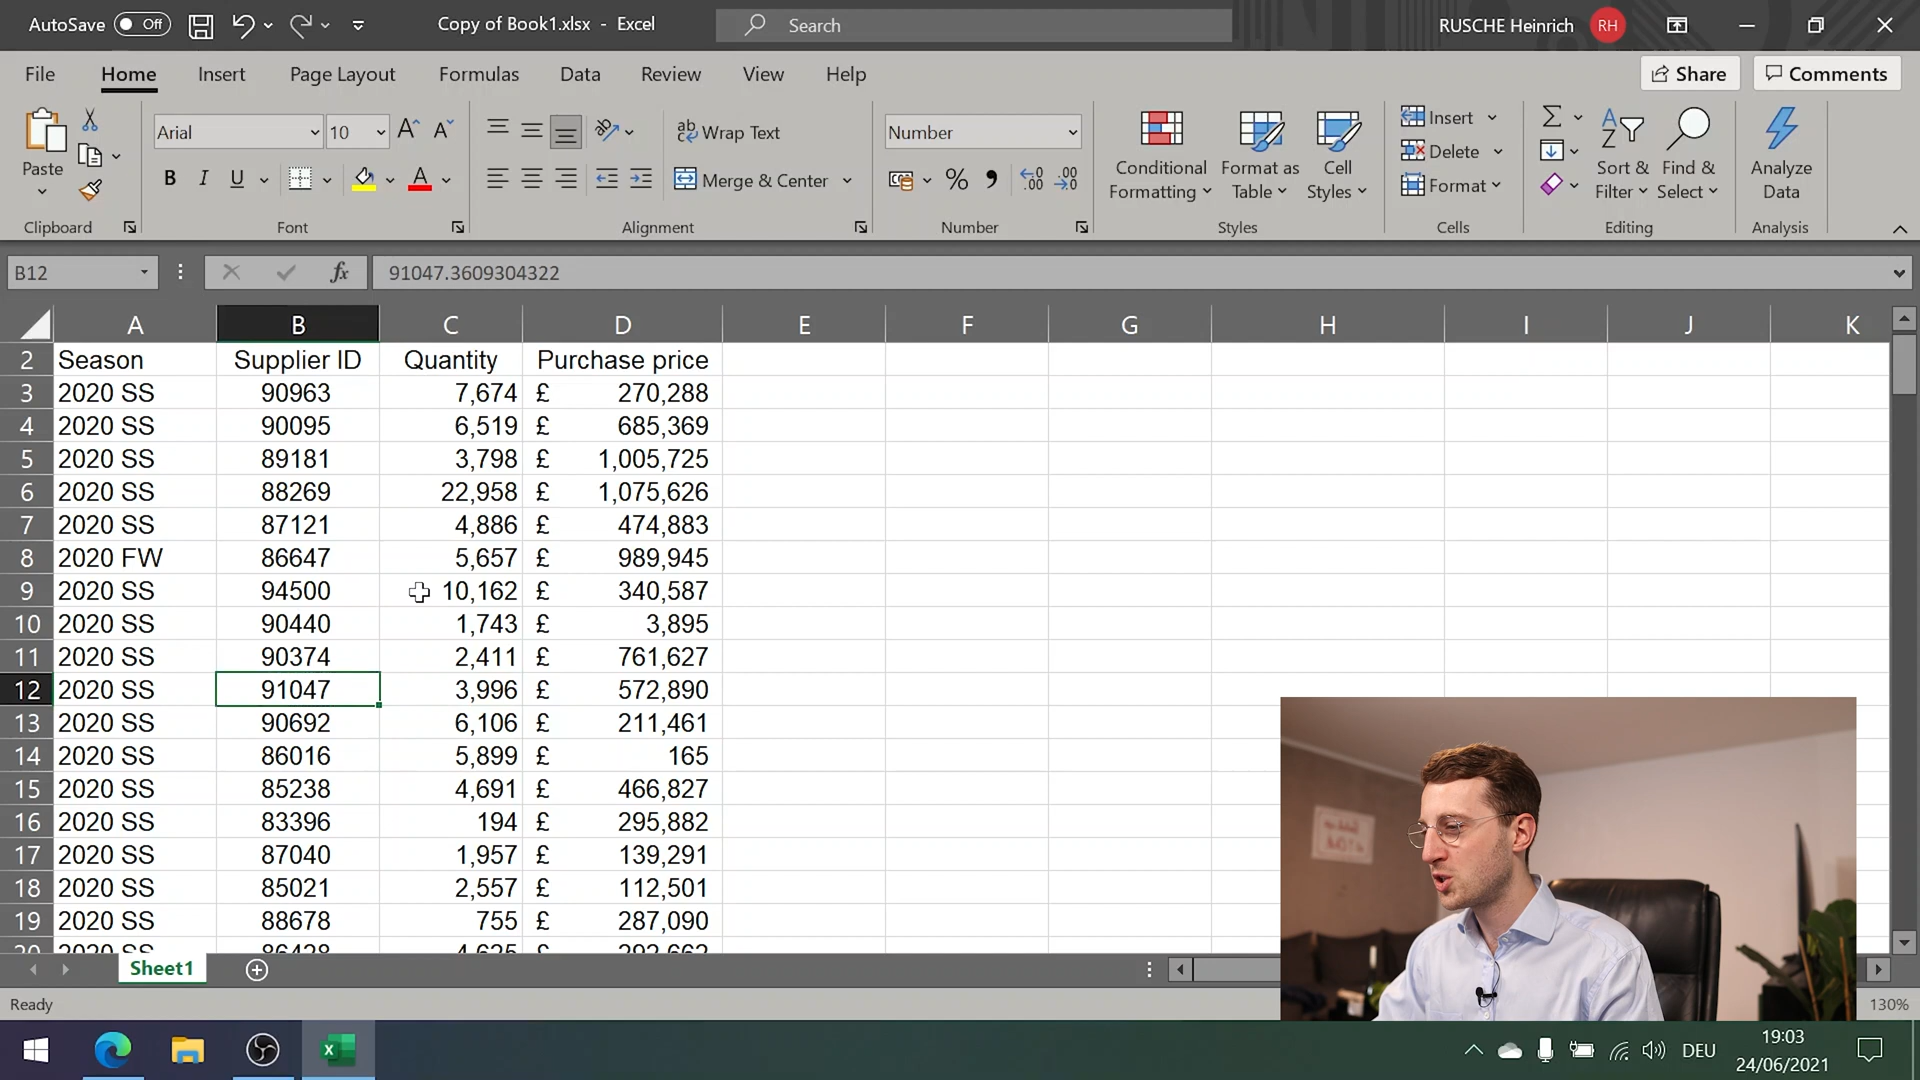 AutoSave Off Copy of Book1.xlsx - Excel Search RUSCHE Heinrich RH
File Home Insert Page Layout Formulas Data Review View Help Share Comments
Paste
Clipboard
Arial 10
B I U A
Font
Wrap Text
Merge & Center
Alignment
Number
Number
Conditional Formatting
Format as Table
Cell Styles
Styles
Insert
Delete
Format
Cells
Sort & Filter
Find & Select
Editing
Analyze Data
Analysis
B12 fx 91047.3609304322
A B C D E F G H I J K
2 Season Supplier ID Quantity Purchase price
3 2020 SS 90963 7,674 £ 270,288
4 2020 SS 90095 6,519 £ 685,369
5 2020 SS 89181 3,798 £ 1,005,725
6 2020 SS 88269 22,958 £ 1,075,626
7 2020 SS 87121 4,886 £ 474,883
8 2020 FW 86647 5,657 £ 989,945
9 2020 SS 94500 10,162 £ 340,587
10 2020 SS 90440 1,743 £ 3,895
11 2020 SS 90374 2,411 £ 761,627
12 2020 SS 91047 3,996 £ 572,890
13 2020 SS 90692 6,106 £ 211,461
14 2020 SS 86016 5,899 £ 165
15 2020 SS 85238 4,691 £ 466,827
16 2020 SS 83396 194 £ 295,882
17 2020 SS 87040 1,957 £ 139,291
18 2020 SS 85021 2,557 £ 112,501
19 2020 SS 88678 755 £ 287,090
20 2020 SS 86428 4,625 £ 292,662
Sheet1
Ready 130%
DEU 19:03
24/06/2021